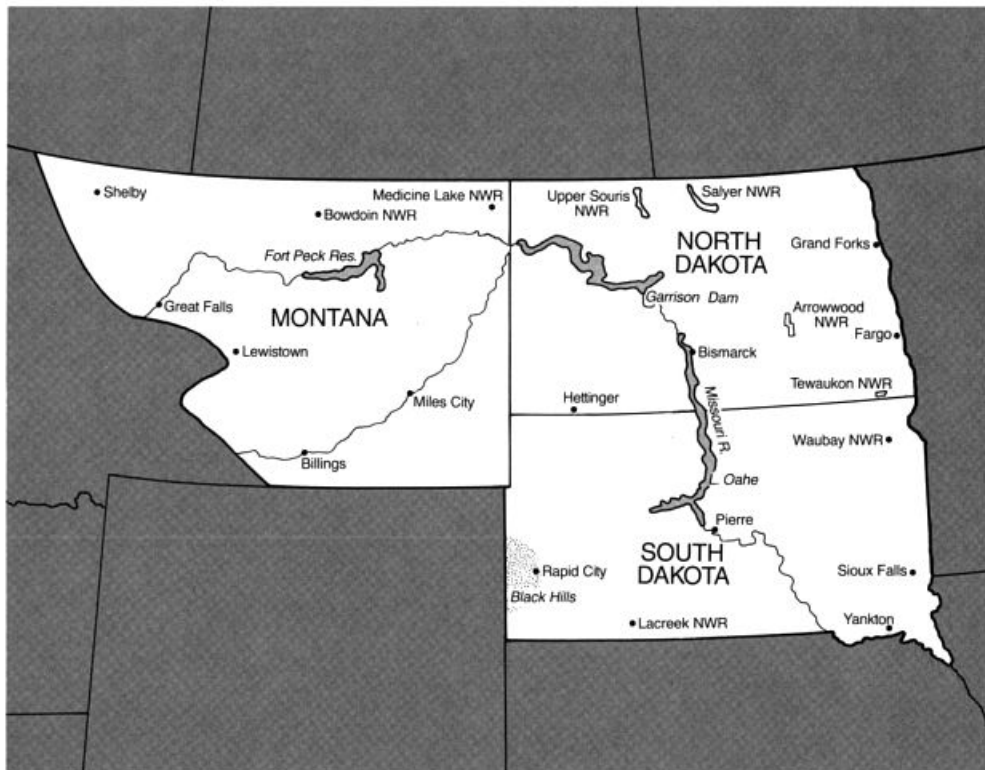 Shelby
Medicine Lake NWR
Bowdoin NWR
Upper Souris
NWR
Salyer NWR
Fort Peck Res.
NORTH
DAKOTA
Grand Forks
Great Falls
MONTANA
Garrison Dam
Arrowwood
NWR
Fargo
Lewistown
Bismarck
Miles City
Hettinger
Missouri R.
Tewaukon NWR
Billings
Waubay NWR
L. Oahe
Pierre
SOUTH
DAKOTA
Rapid City
Black Hills
Sioux Falls
Lacreek NWR
Yankton